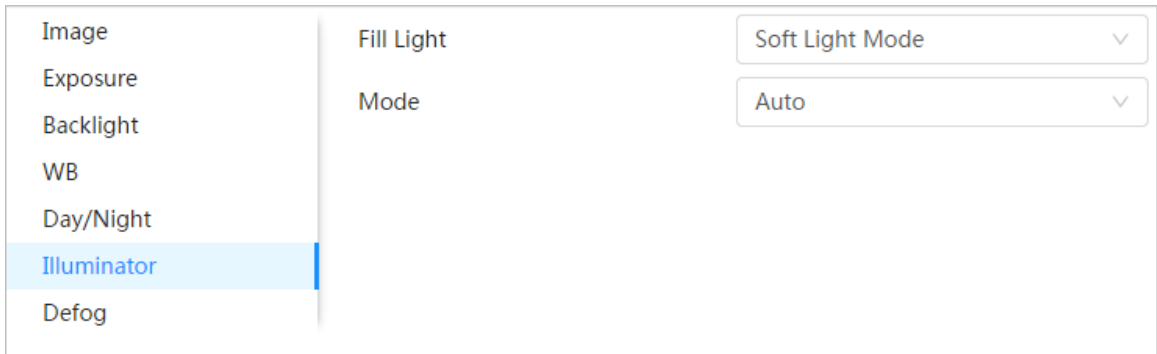 Image
Exposure
Backlight
WB
Day/Night
Illuminator
Defog
Fill Light
Soft Light Mode
Mode
Auto